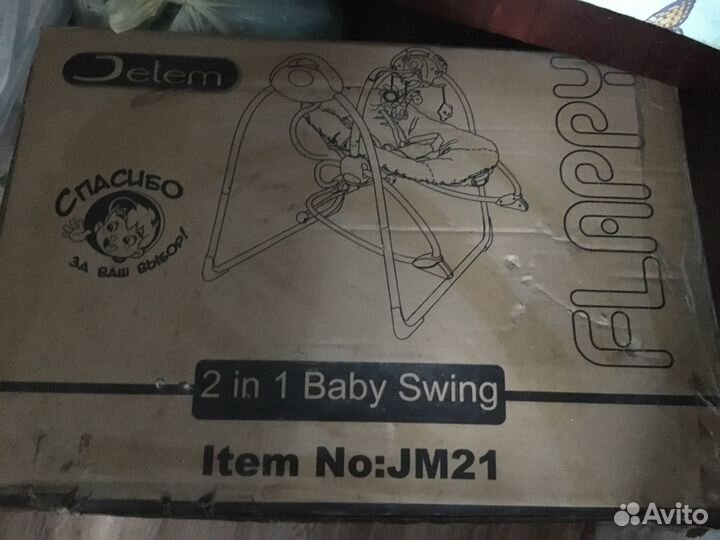 Jetem
FLAPPY
СПАСИБО
ЗА ВАШ ВЫБОР!
2 in 1 Baby Swing
Item No:JM21
Avito